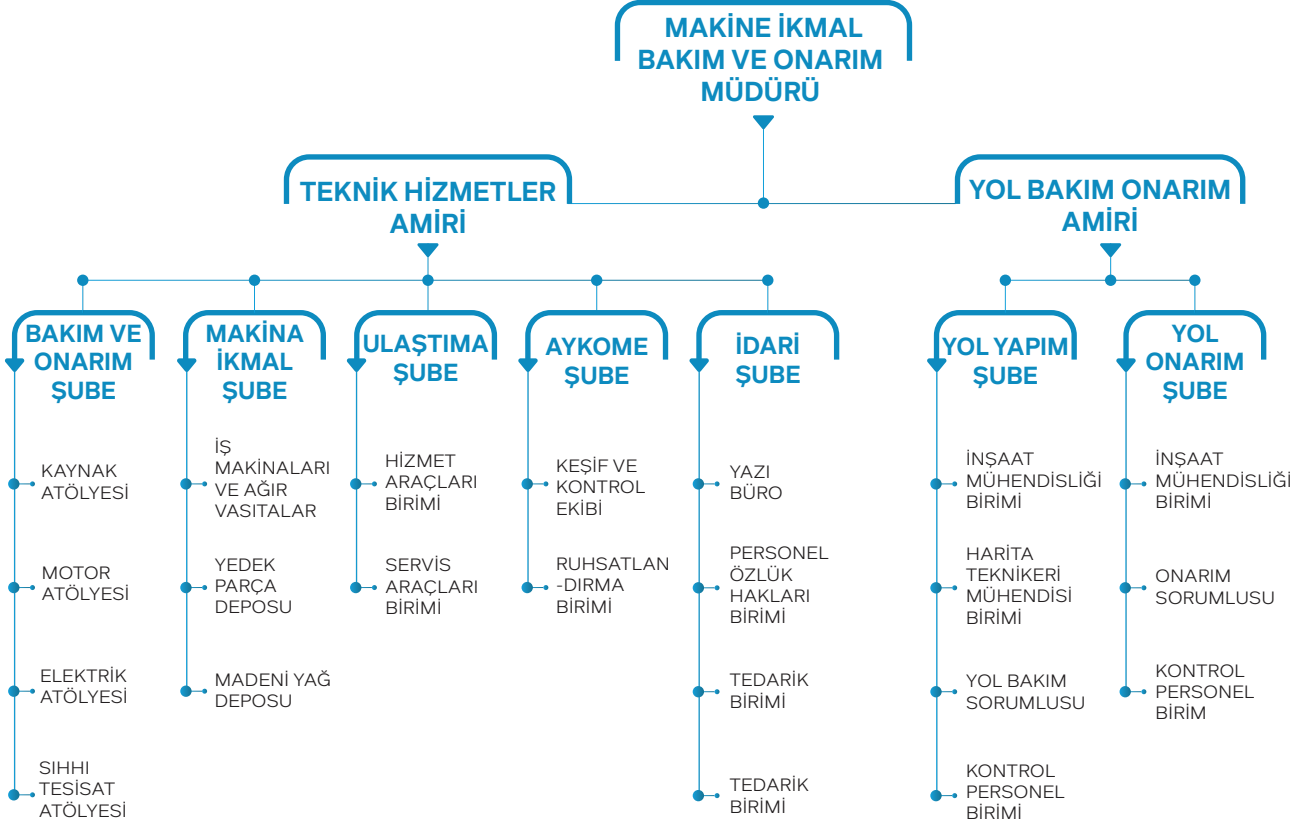 MAKİNE İKMAL
BAKIM VE ONARIM
MÜDÜRÜ
TEKNİK HİZMETLER
AMİRİ
YOL BAKIM ONARIM
AMİRİ
BAKIM VE
ONARIM
ŞUBE
MAKİNA
İKMAL
ŞUBE
ULAŞTIMA
ŞUBE
AYKOME
ŞUBE
İDARİ
ŞUBE
YOL YAPIM
ŞUBE
YOL
ONARIM
ŞUBE
KAYNAK
ATÖLYESİ
MOTOR
ATÖLYESİ
ELEKTRİK
ATÖLYESİ
SIHHI
TESİSAT
ATÖLYESİ
İŞ
MAKİNALARI
VE AĞIR
VASITALAR
YEDEK
PARÇA
DEPOSU
MADENİ YAĞ
DEPOSU
HİZMET
ARAÇLARI
BİRİMİ
SERVİS
ARAÇLARI
BİRİMİ
KEŞİF VE
KONTROL
EKİBİ
RUHSATLAN
-DIRMA
BİRİMİ
YAZI
BÜRO
PERSONEL
ÖZLÜK
HAKLARI
BİRİMİ
TEDARİK
BİRİMİ
TEDARİK
BİRİMİ
İNŞAAT
MÜHENDİSLİĞİ
BİRİMİ
HARİTA
TEKNİKERİ
MÜHENDİSİ
BİRİMİ
YOL BAKIM
SORUMLUSU
KONTROL
PERSONEL
BİRİMİ
İNŞAAT
MÜHENDİSLİĞİ
BİRİMİ
ONARIM
SORUMLUSU
KONTROL
PERSONEL
BİRİM